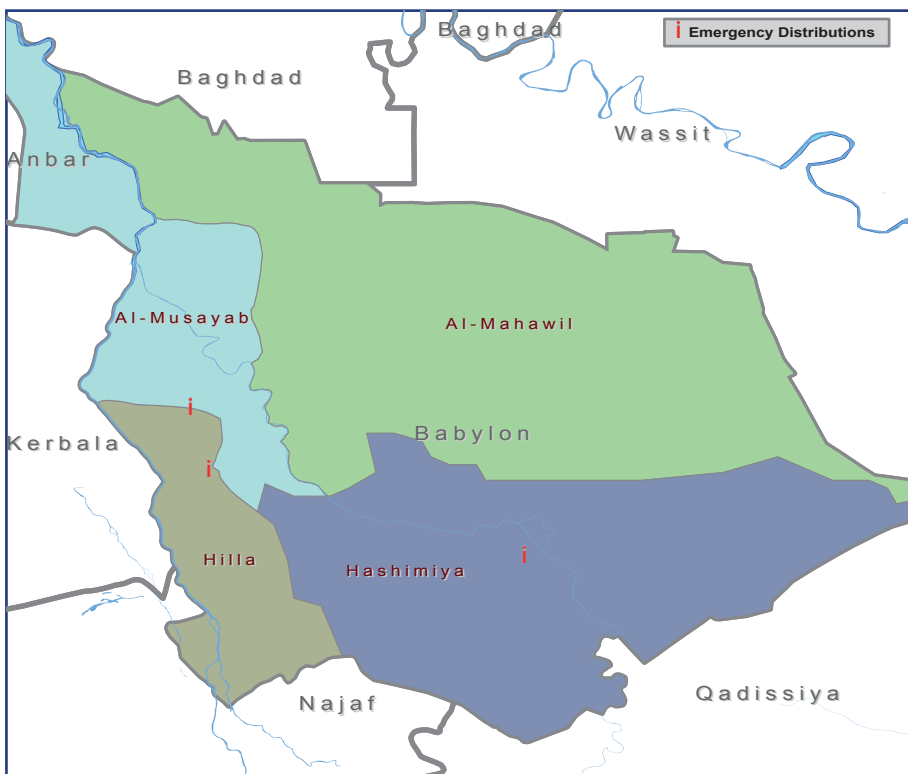 Baghdad
i Emergency Distributions
Baghdad
Wassit
Anbar
Al-Musayab
Al-Mahawil
i
Babylon
Kerbala
i
i
Hilla
Hashimiya
Najaf
Qadissiya